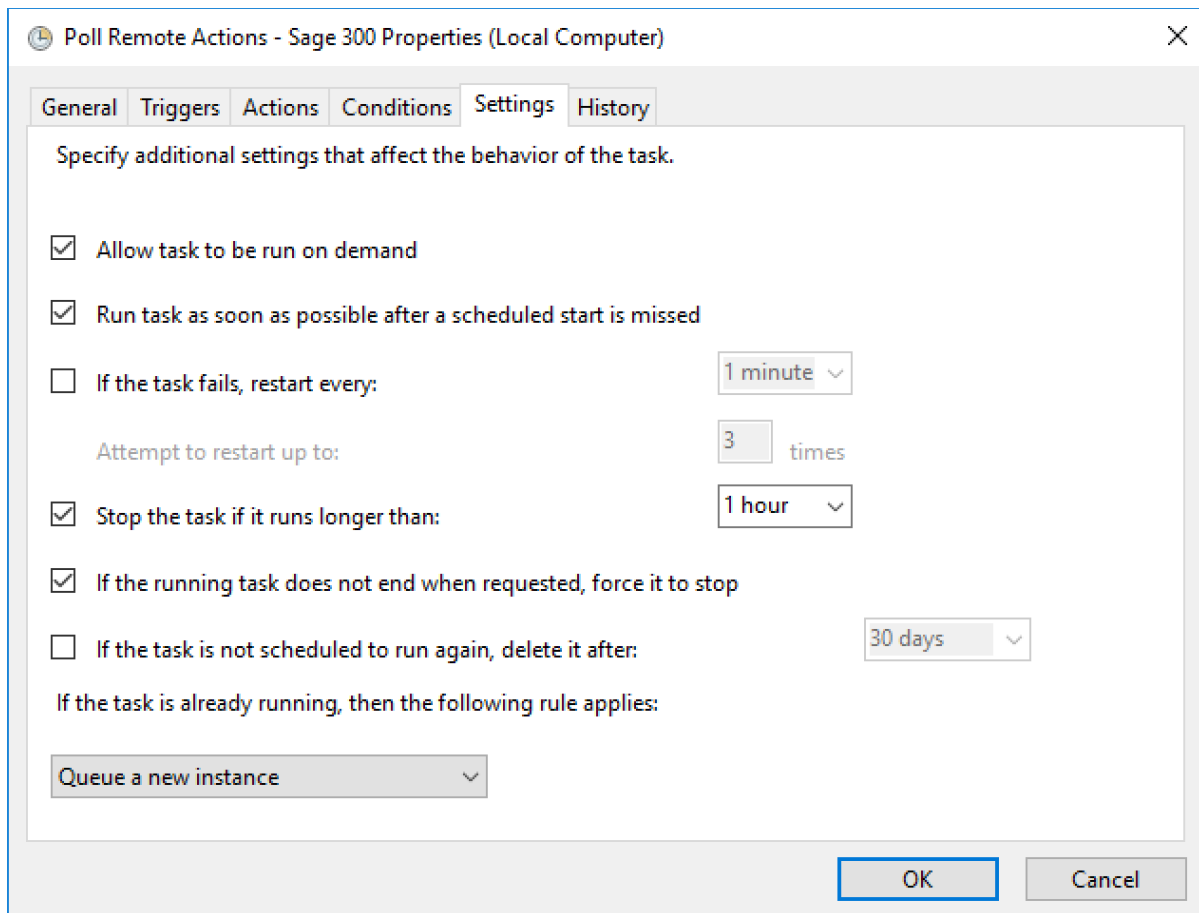 Poll Remote Actions - Sage 300 Properties (Local Computer)
General Triggers Actions Conditions Settings History
Specify additional settings that affect the behavior of the task.
Allow task to be run on demand
Run task as soon as possible after a scheduled start is missed
If the task fails, restart every: 1 minute
Attempt to restart up to: 3 times
Stop the task if it runs longer than: 1 hour
If the running task does not end when requested, force it to stop
If the task is not scheduled to run again, delete it after: 30 days
If the task is already running, then the following rule applies:
Queue a new instance
OK Cancel